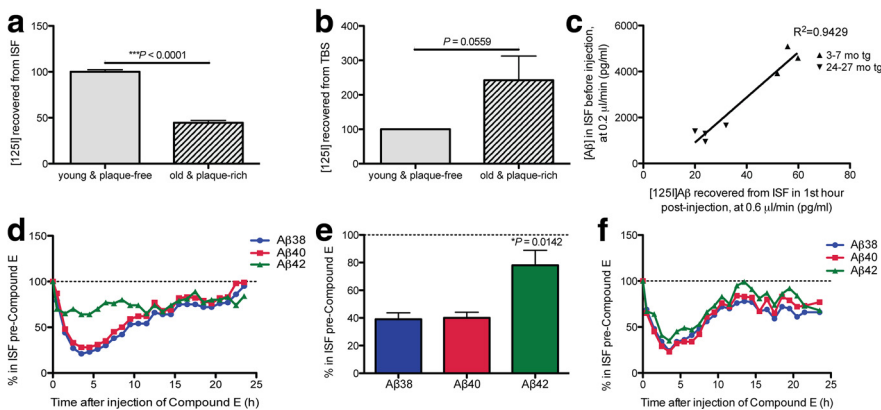 a
[125I] recovered from ISF
150
100
50
0
***P < 0.0001
young & plaque-free
old & plaque-rich
b
[125I] recovered from TBS
400
300
200
100
0
P = 0.0559
young & plaque-free
old & plaque-rich
c
[Aβ] in ISF before injection,
at 0.2 µl/min (pg/ml)
6000
4000
2000
0
R²=0.9429
3-7 mo tg
24-27 mo tg
0 20 40 60 80
[125I]Aβ recovered from ISF in 1st hour
post-injection, at 0.6 µl/min (pg/ml)
d
% in ISF pre-Compound E
150
100
50
0
Aβ38
Aβ40
Aβ42
0 5 10 15 20 25
Time after injection of Compound E (h)
e
% in ISF pre-Compound E
100
80
60
40
20
0
*P = 0.0142
Aβ38
Aβ40
Aβ42
f
% in ISF pre-Compound E
150
100
50
0
Aβ38
Aβ40
Aβ42
0 5 10 15 20 25
Time after injection of Compound E (h)